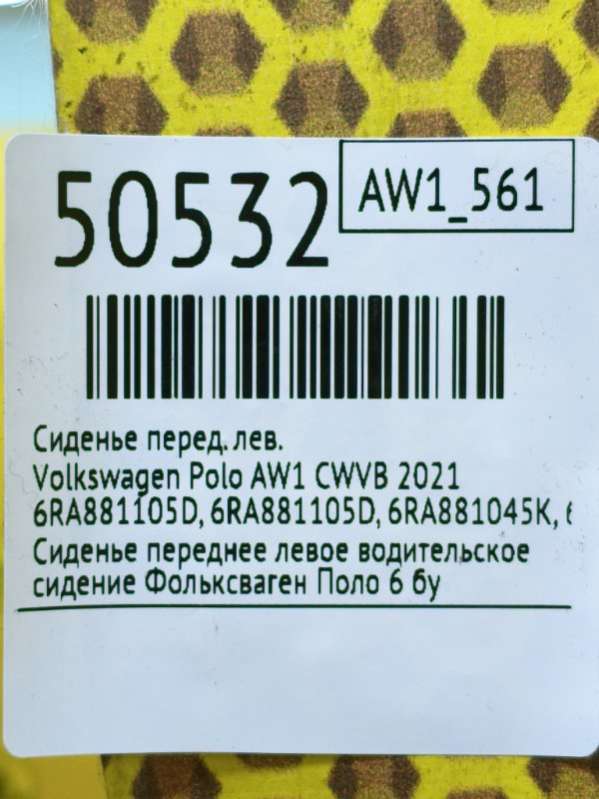 50532
AW1_561
Сиденье перед. лев.
Volkswagen Polo AW1 CWVB 2021
6RA881105D, 6RA881105D, 6RA881045K,
Сиденье переднее левое водительское
сидение Фольксваген Поло 6 бу